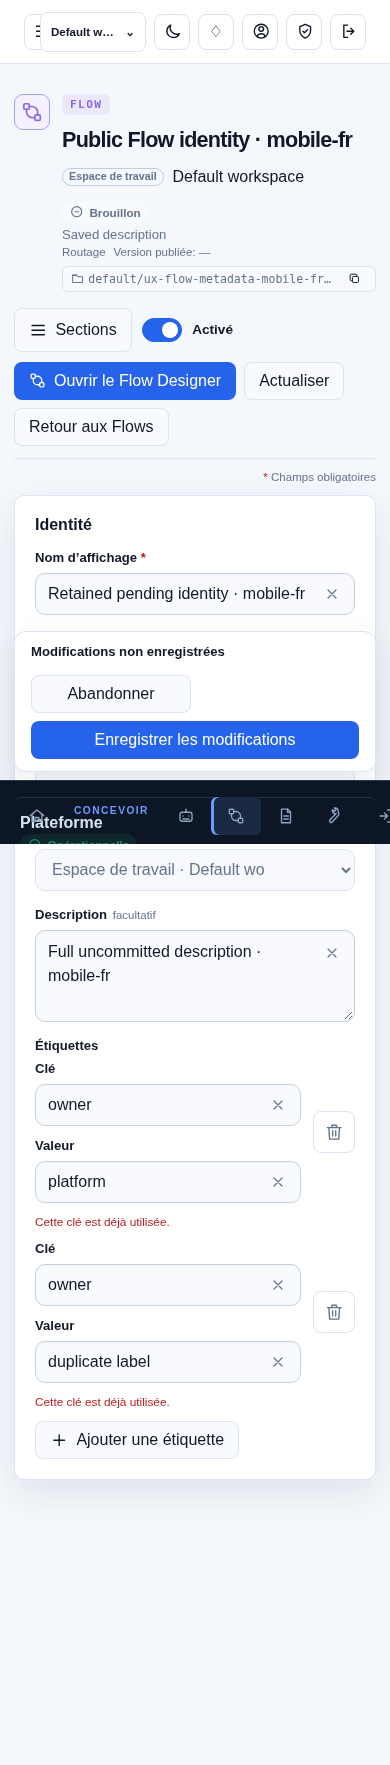 Default w…
FLOW
Public Flow identity · mobile-fr
Espace de travail Default workspace
Brouillon
Saved description
Routage Version publiée: —
default/ux-flow-metadata-mobile-fr…
Sections
Activé
Ouvrir le Flow Designer
Actualiser
Retour aux Flows
* Champs obligatoires
Identité
Nom d’affichage *
Retained pending identity · mobile-fr
Modifications non enregistrées
Abandonner
Enregistrer les modifications
CONCEVOIR
Plateforme
Opérationnelle
Espace de travail · Default wo
Description facultatif
Full uncommitted description ·
mobile-fr
Étiquettes
Clé
owner
Valeur
platform
Cette clé est déjà utilisée.
Clé
owner
Valeur
duplicate label
Cette clé est déjà utilisée.
Ajouter une étiquette